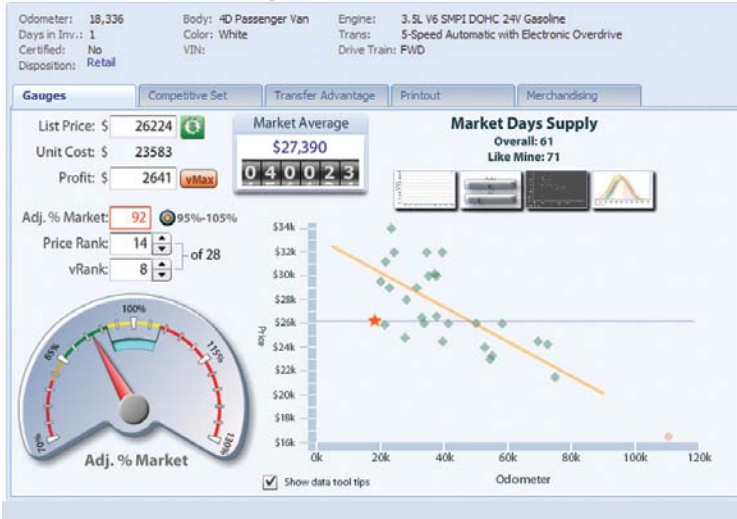 Odometer: 18,336 Body: 4D Passenger Van Engine: 3.5L V6 SMPI DOHC 24V Gasoline
Days in Inv.: 1 Color: White Trans: 5-Speed Automatic with Electronic Overdrive
Certified: No VIN: Drive Train: FWD
Disposition: Retail
Gauges Competitive Set Transfer Advantage Printout Merchandising
List Price: $ 26224
Unit Cost: $ 23583
Profit: $ 2641 vMax
Market Average
$27,390
040023
Market Days Supply
Overall: 61
Like Mine: 71
Adj. % Market: 92 95%-105%
Price Rank: 14
of 28
vRank: 8
70% 85% 100% 115% 130%
Adj. % Market
Price
$34k
$32k
$30k
$28k
$26k
$24k
$22k
$20k
$18k
$16k
0k 20k 40k 60k 80k 100k 120k
Show data tool tips Odometer